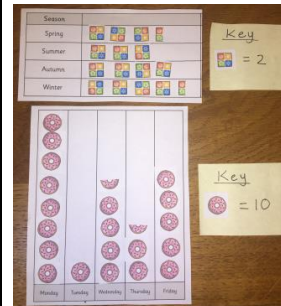 Season
Spring
Summer
Autumn
Winter
Key
= 2
Key
= 10
Monday Tuesday Wednesday Thursday Friday